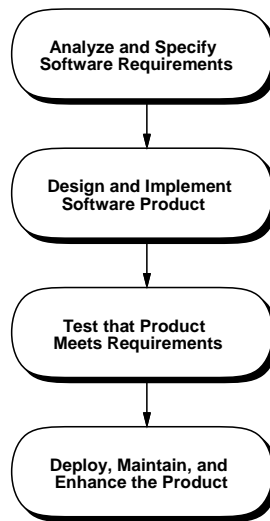 Analyze and Specify
Software Requirements
Design and Implement
Software Product
Test that Product
Meets Requirements
Deploy, Maintain, and
Enhance the Product